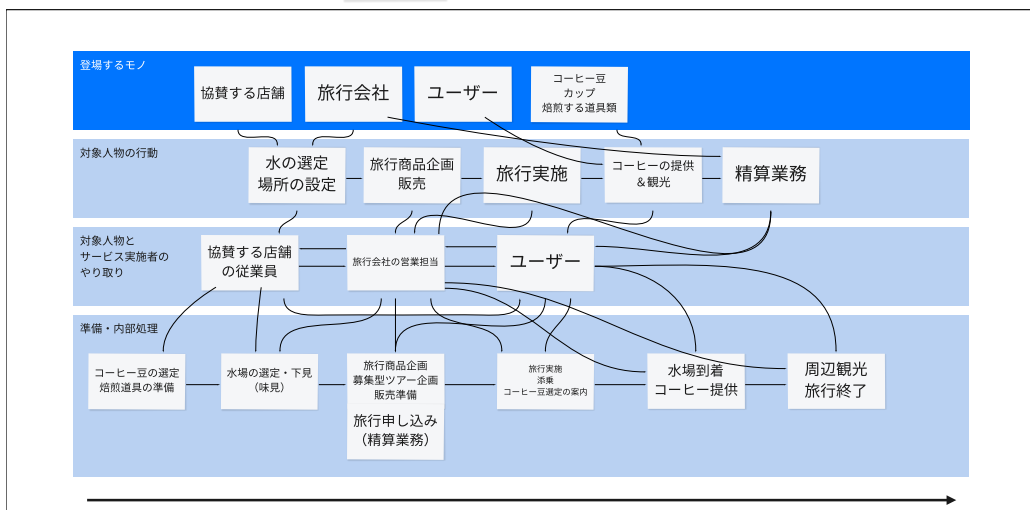 登場するモノ
協賛する店舗
旅行会社
ユーザー
コーヒー豆
カップ
焙煎する道具類
対象人物の行動
水の選定
場所の設定
旅行商品企画
販売
旅行実施
コーヒーの提供
＆観光
精算業務
対象人物と
サービス実施者の
やり取り
協賛する店舗
の従業員
旅行会社の営業担当
ユーザー
準備・内部処理
コーヒー豆の選定
焙煎道具の準備
水場の選定・下見
（味見）
旅行商品企画
募集型ツアー企画
販売準備
旅行申し込み
（精算業務）
旅行実施
添乗
コーヒー豆選定の案内
水場到着
コーヒー提供
周辺観光
旅行終了